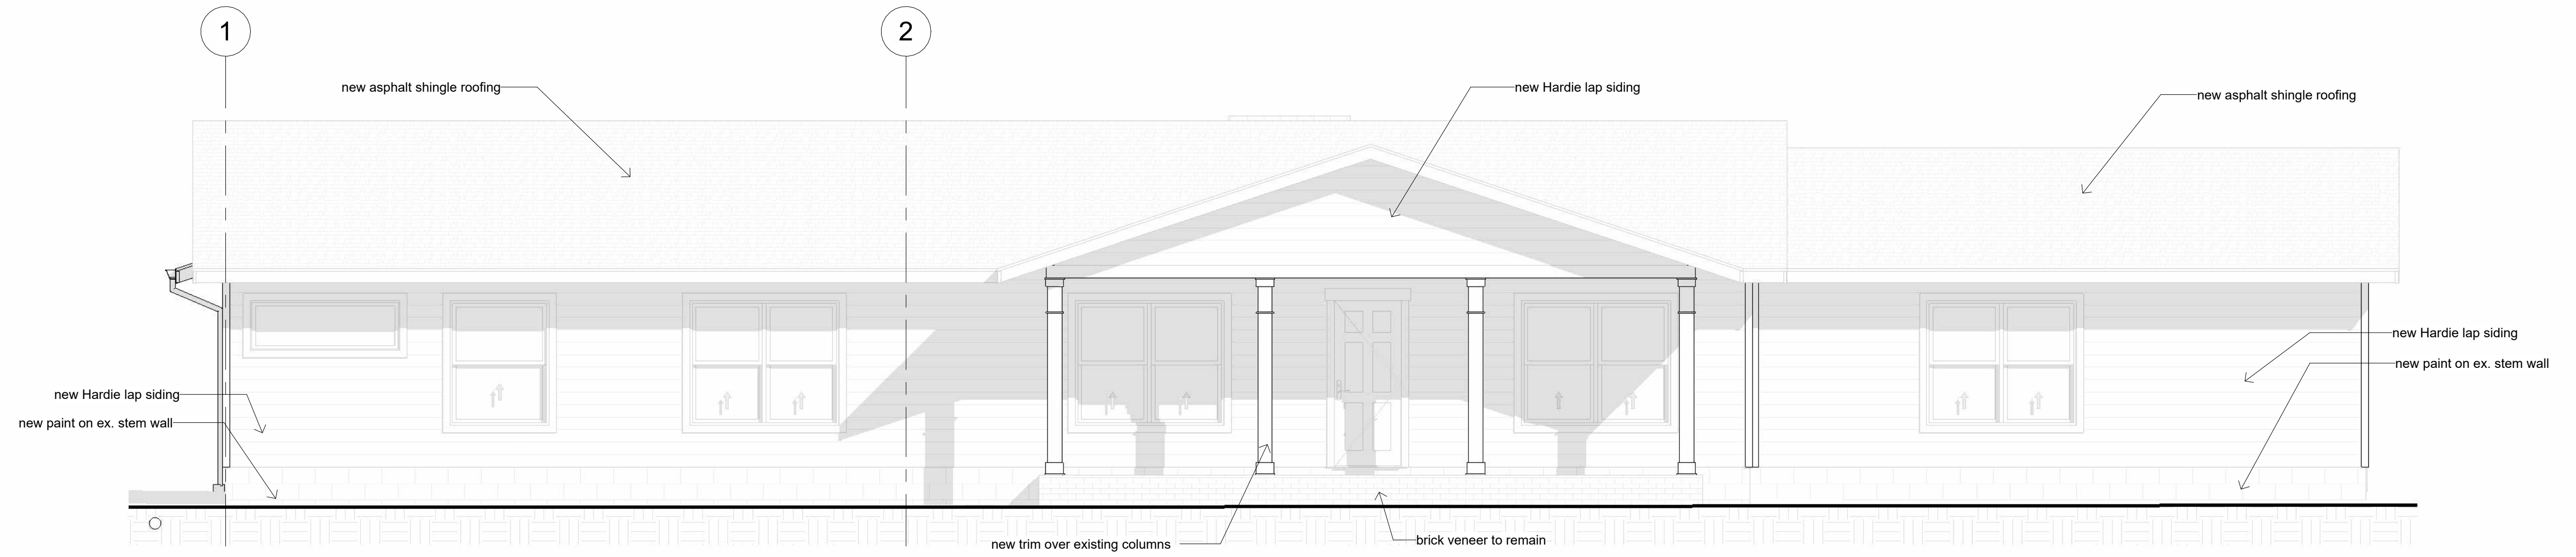 1
2
new asphalt shingle roofing
new Hardie lap siding
new asphalt shingle roofing
new Hardie lap siding
new paint on ex. stem wall
new Hardie lap siding
new paint on ex. stem wall
new trim over existing columns
brick veneer to remain